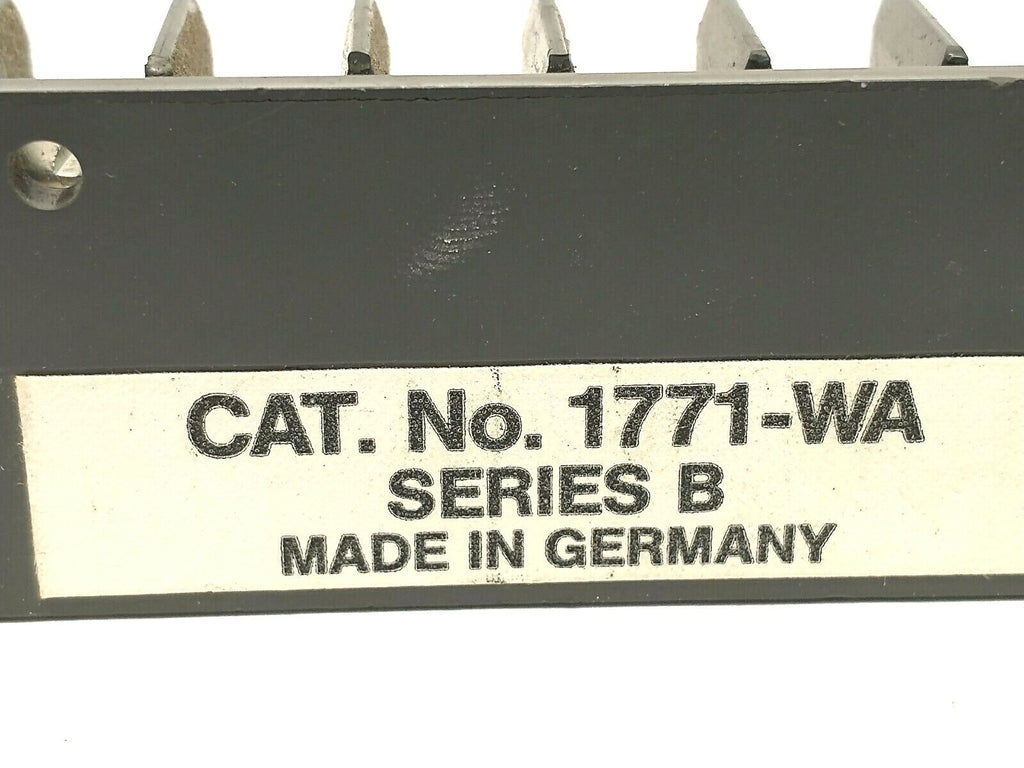 CAT. No. 1771-WA
SERIES B
MADE IN GERMANY